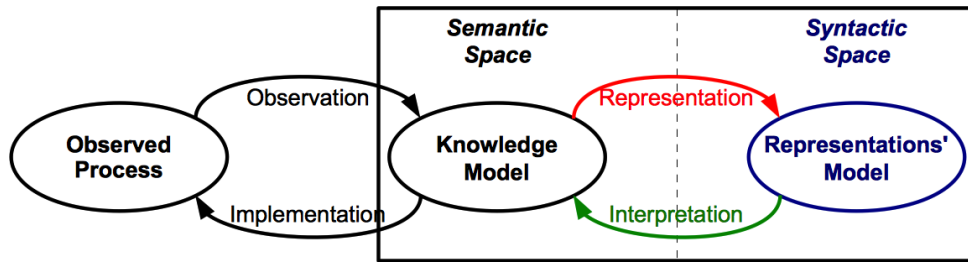 Semantic
Space
Syntactic
Space
Observation
Representation
Observed
Process
Knowledge
Model
Representations'
Model
Implementation
Interpretation